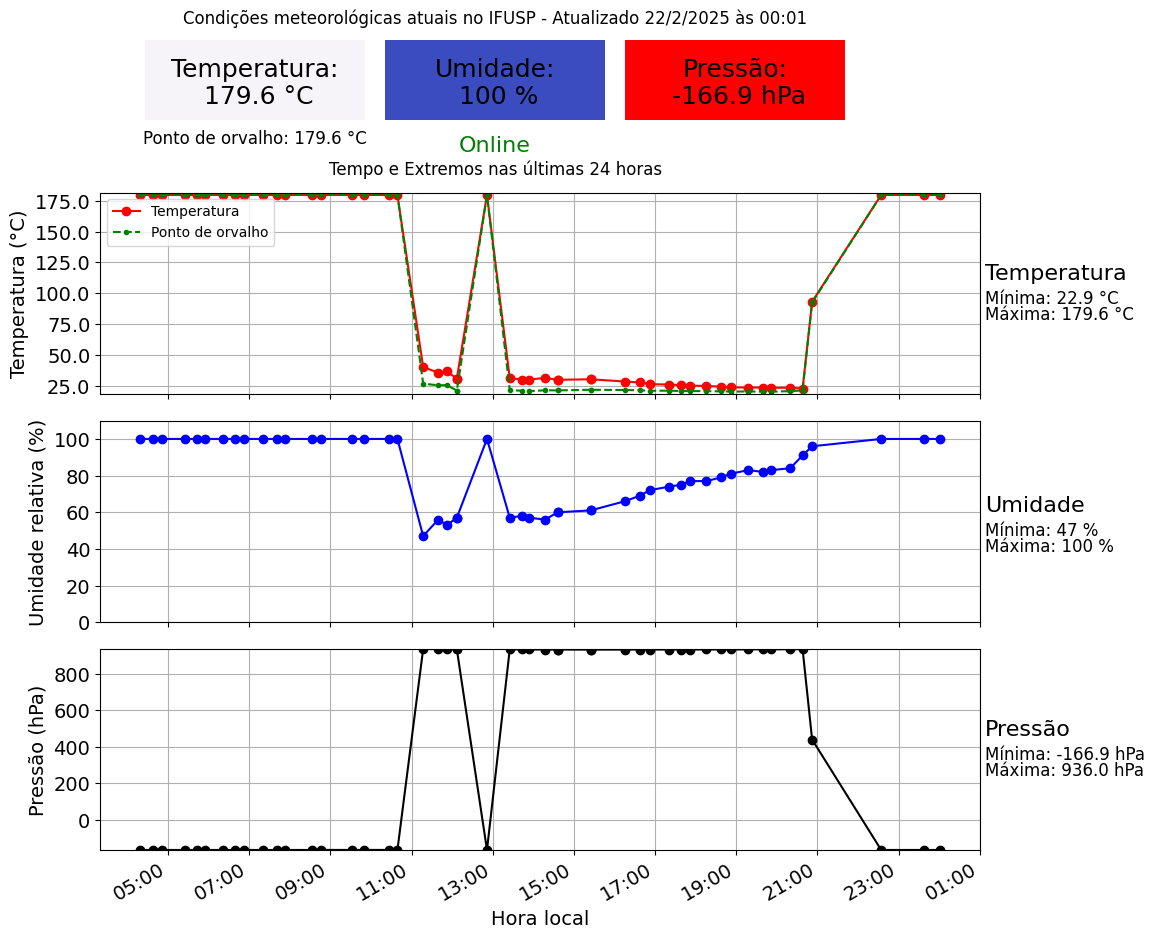 Condições meteorológicas atuais no IFUSP - Atualizado 22/2/2025 às 00:01
Temperatura:
179.6 °C
Umidade:
100 %
Pressão:
-166.9 hPa
Ponto de orvalho: 179.6 °C
Online
Tempo e Extremos nas últimas 24 horas
Temperatura (°C)
175.0
150.0
125.0
100.0
75.0
50.0
25.0
Temperatura
Ponto de orvalho
Temperatura
Mínima: 22.9 °C
Máxima: 179.6 °C
Umidade relativa (%)
100
80
60
40
20
0
Umidade
Mínima: 47 %
Máxima: 100 %
Pressão (hPa)
800
600
400
200
0
Pressão
Mínima: -166.9 hPa
Máxima: 936.0 hPa
05:00 07:00 09:00 11:00 13:00 15:00 17:00 19:00 21:00 23:00 01:00
Hora local